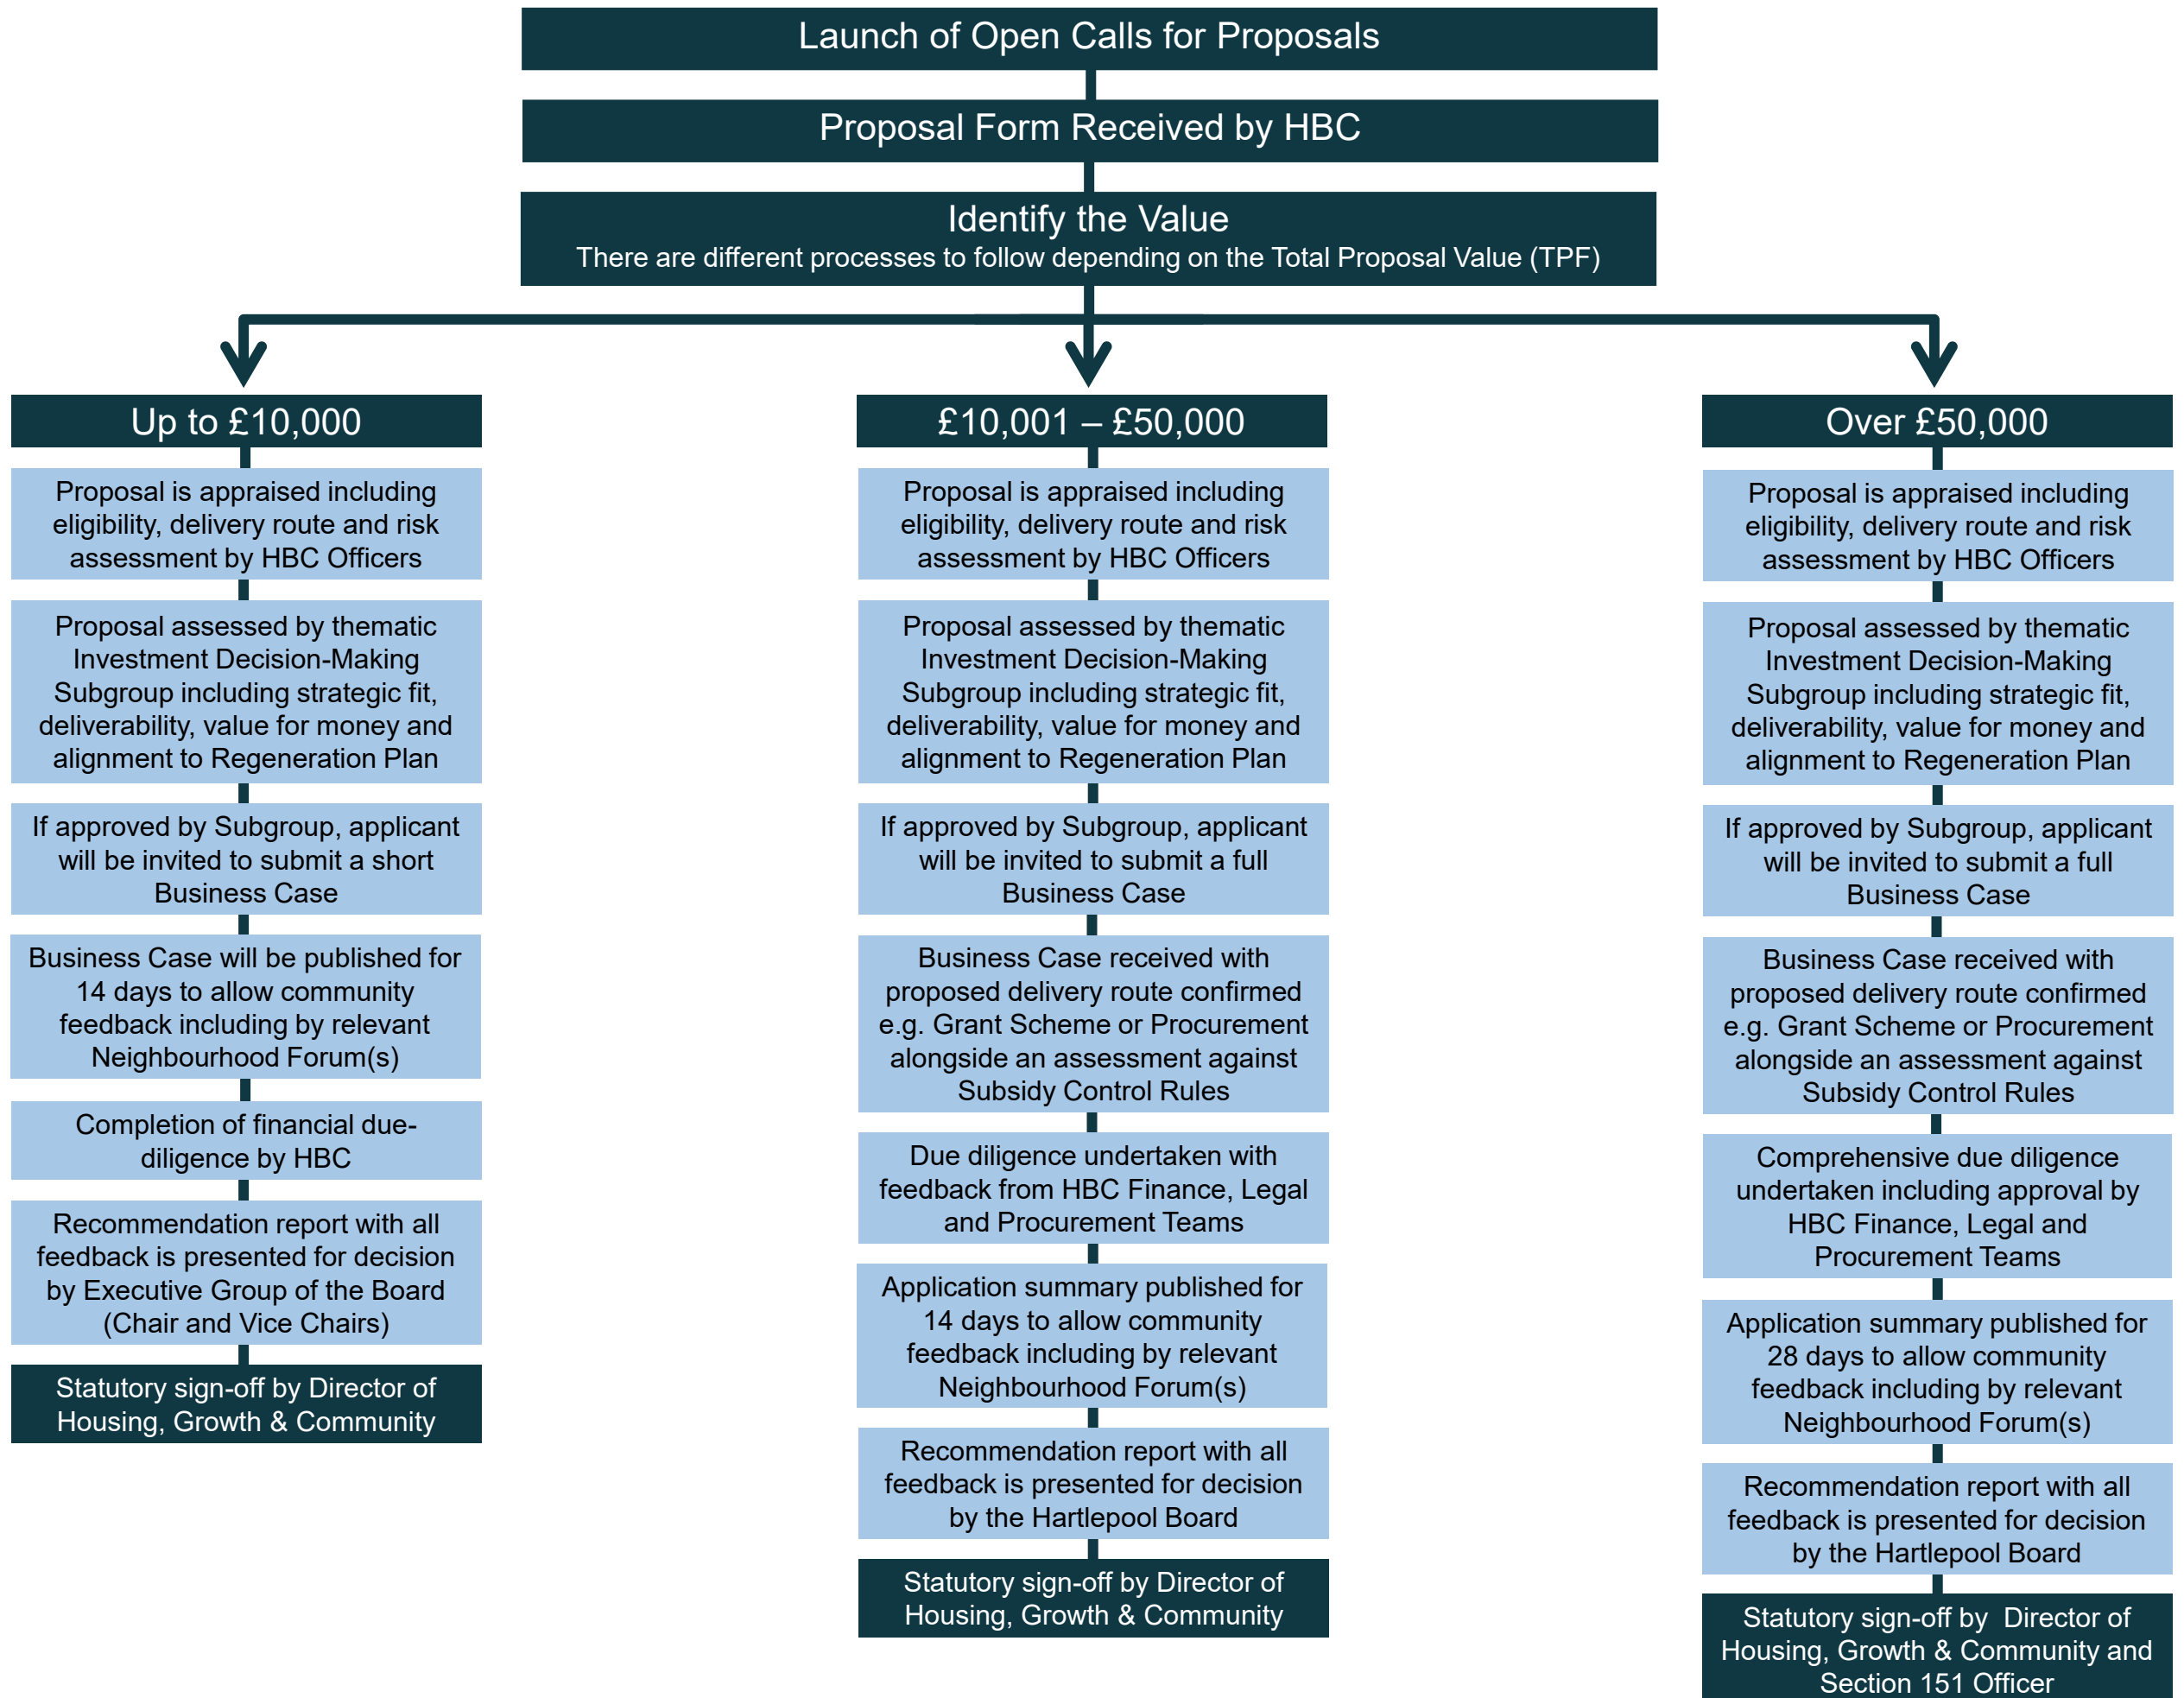 Launch of Open Calls for Proposals
Proposal Form Received by HBC
Identify the Value
There are different processes to follow depending on the Total Proposal Value (TPF)
Up to £10,000
Proposal is appraised including
eligibility, delivery route and risk
assessment by HBC Officers
Proposal assessed by thematic
Investment Decision-Making
Subgroup including strategic fit,
deliverability, value for money and
alignment to Regeneration Plan
If approved by Subgroup, applicant
will be invited to submit a short
Business Case
Business Case will be published for
14 days to allow community
feedback including by relevant
Neighbourhood Forum(s)
Completion of financial due-
diligence by HBC
Recommendation report with all
feedback is presented for decision
by Executive Group of the Board
(Chair and Vice Chairs)
Statutory sign-off by Director of
Housing, Growth & Community
£10,001 – £50,000
Proposal is appraised including
eligibility, delivery route and risk
assessment by HBC Officers
Proposal assessed by thematic
Investment Decision-Making
Subgroup including strategic fit,
deliverability, value for money and
alignment to Regeneration Plan
If approved by Subgroup, applicant
will be invited to submit a full
Business Case
Business Case received with
proposed delivery route confirmed
e.g. Grant Scheme or Procurement
alongside an assessment against
Subsidy Control Rules
Due diligence undertaken with
feedback from HBC Finance, Legal
and Procurement Teams
Application summary published for
14 days to allow community
feedback including by relevant
Neighbourhood Forum(s)
Recommendation report with all
feedback is presented for decision
by the Hartlepool Board
Statutory sign-off by Director of
Housing, Growth & Community
Over £50,000
Proposal is appraised including
eligibility, delivery route and risk
assessment by HBC Officers
Proposal assessed by thematic
Investment Decision-Making
Subgroup including strategic fit,
deliverability, value for money and
alignment to Regeneration Plan
If approved by Subgroup, applicant
will be invited to submit a full
Business Case
Business Case received with
proposed delivery route confirmed
e.g. Grant Scheme or Procurement
alongside an assessment against
Subsidy Control Rules
Comprehensive due diligence
undertaken including approval by
HBC Finance, Legal and
Procurement Teams
Application summary published for
28 days to allow community
feedback including by relevant
Neighbourhood Forum(s)
Recommendation report with all
feedback is presented for decision
by the Hartlepool Board
Statutory sign-off by  Director of
Housing, Growth & Community and
Section 151 Officer